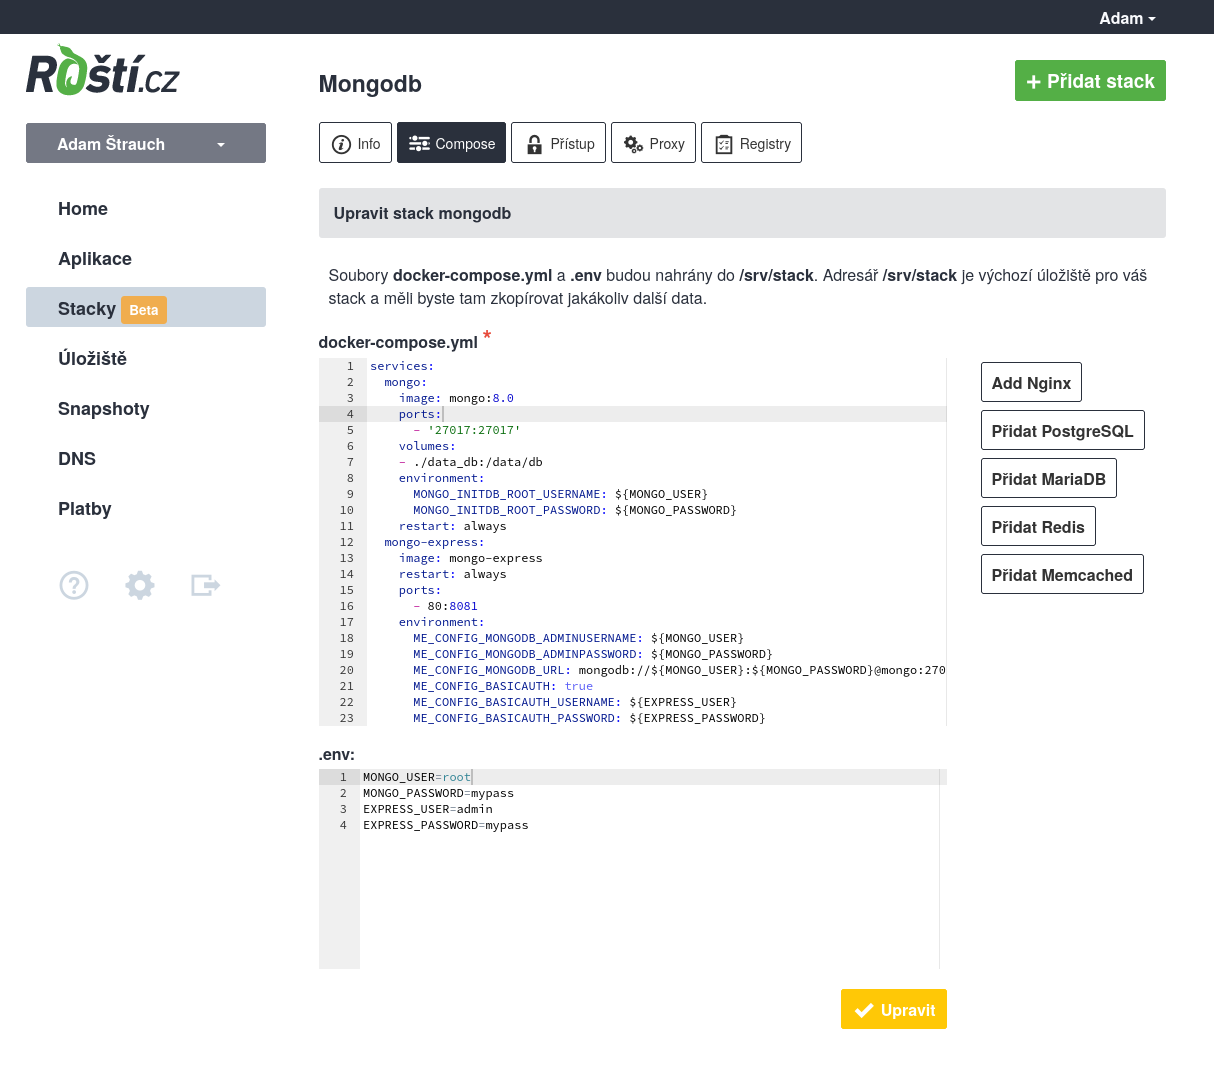 Adam
Roští.cz
Mongodb
Přidat stack
Adam Štrauch
Info
Compose
Přístup
Proxy
Registry
Home
Aplikace
Stacky Beta
Úložiště
Snapshoty
DNS
Platby
Upravit stack mongodb
Soubory docker-compose.yml a .env budou nahrány do /srv/stack. Adresář /srv/stack je výchozí úložiště pro váš
stack a měli byste tam zkopírovat jakákoliv další data.
docker-compose.yml *
1 services:
2 mongo:
3 image: mongo:8.0
4 ports:
5 - '27017:27017'
6 volumes:
7 - ./data_db:/data/db
8 environment:
9 MONGO_INITDB_ROOT_USERNAME: ${MONGO_USER}
10 MONGO_INITDB_ROOT_PASSWORD: ${MONGO_PASSWORD}
11 restart: always
12 mongo-express:
13 image: mongo-express
14 restart: always
15 ports:
16 - 80:8081
17 environment:
18 ME_CONFIG_MONGODB_ADMINUSERNAME: ${MONGO_USER}
19 ME_CONFIG_MONGODB_ADMINPASSWORD: ${MONGO_PASSWORD}
20 ME_CONFIG_MONGODB_URL: mongodb://${MONGO_USER}:${MONGO_PASSWORD}@mongo:270
21 ME_CONFIG_BASICAUTH: true
22 ME_CONFIG_BASICAUTH_USERNAME: ${EXPRESS_USER}
23 ME_CONFIG_BASICAUTH_PASSWORD: ${EXPRESS_PASSWORD}
Add Nginx
Přidat PostgreSQL
Přidat MariaDB
Přidat Redis
Přidat Memcached
.env:
1 MONGO_USER=root
2 MONGO_PASSWORD=mypass
3 EXPRESS_USER=admin
4 EXPRESS_PASSWORD=mypass
Upravit